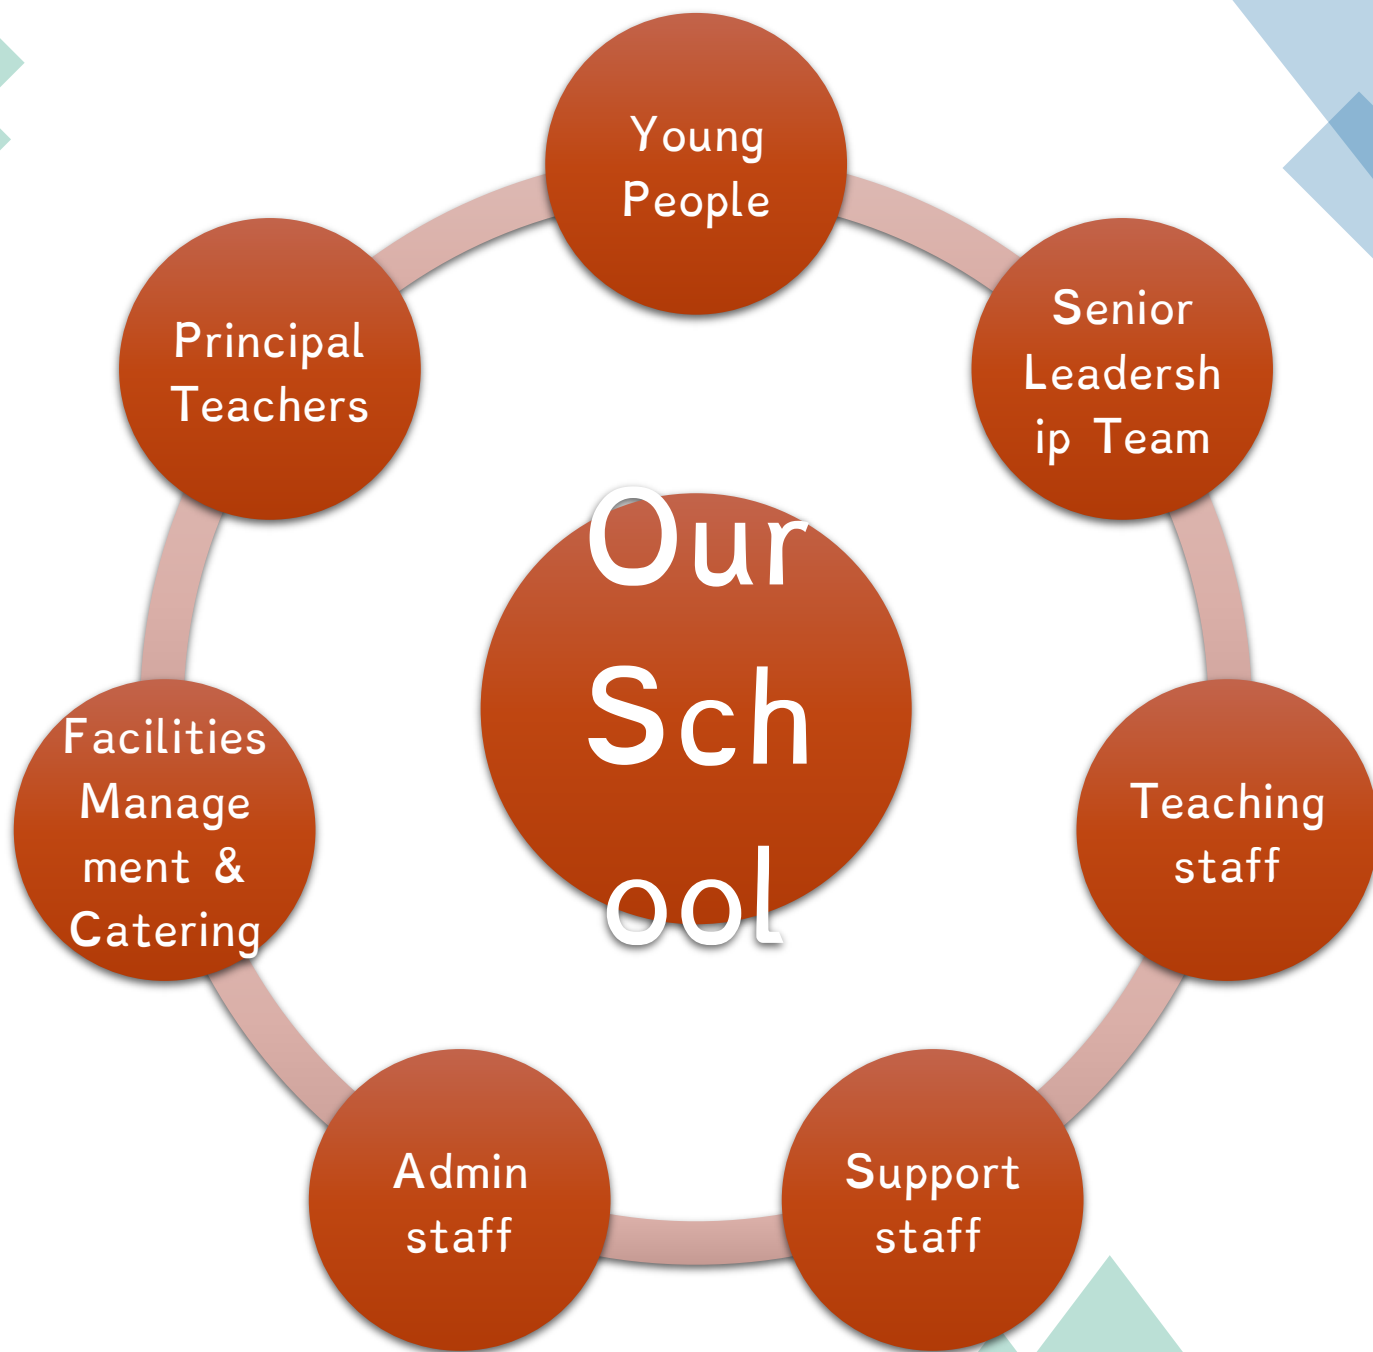 Young
People
Senior
Leadersh
ip Team
Teaching
staff
Support
staff
Admin
staff
Facilities
Manage
ment &
Catering
Principal
Teachers
Our
Sch
ool